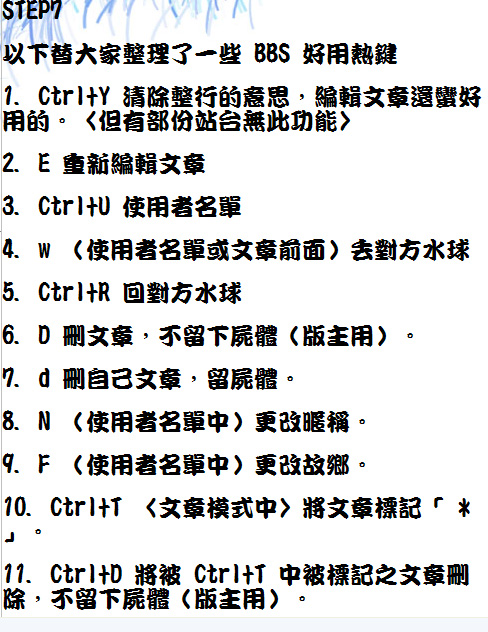 STEP7
以下替大家整理了一些 BBS 好用熱鍵
1. Ctrl+Y 清除整行的意思，編輯文章還蠻好
用的。〈但有部份站台無此功能〉
2. E 重新編輯文章
3. Ctrl+U 使用者名單
4. w （使用者名單或文章前面）丟對方水球
5. Ctrl+R 回對方水球
6. D 刪文章，不留下屍體（版主用）。
7. d 刪自己文章，留屍體。
8. N （使用者名單中）更改暱稱。
9. F （使用者名單中）更改故鄉。
10. Ctrl+T 〈文章模式中〉將文章標記「 *
」。
11. Ctrl+D 將被 Ctrl+T 中被標記之文章刪
除，不留下屍體（版主用）。